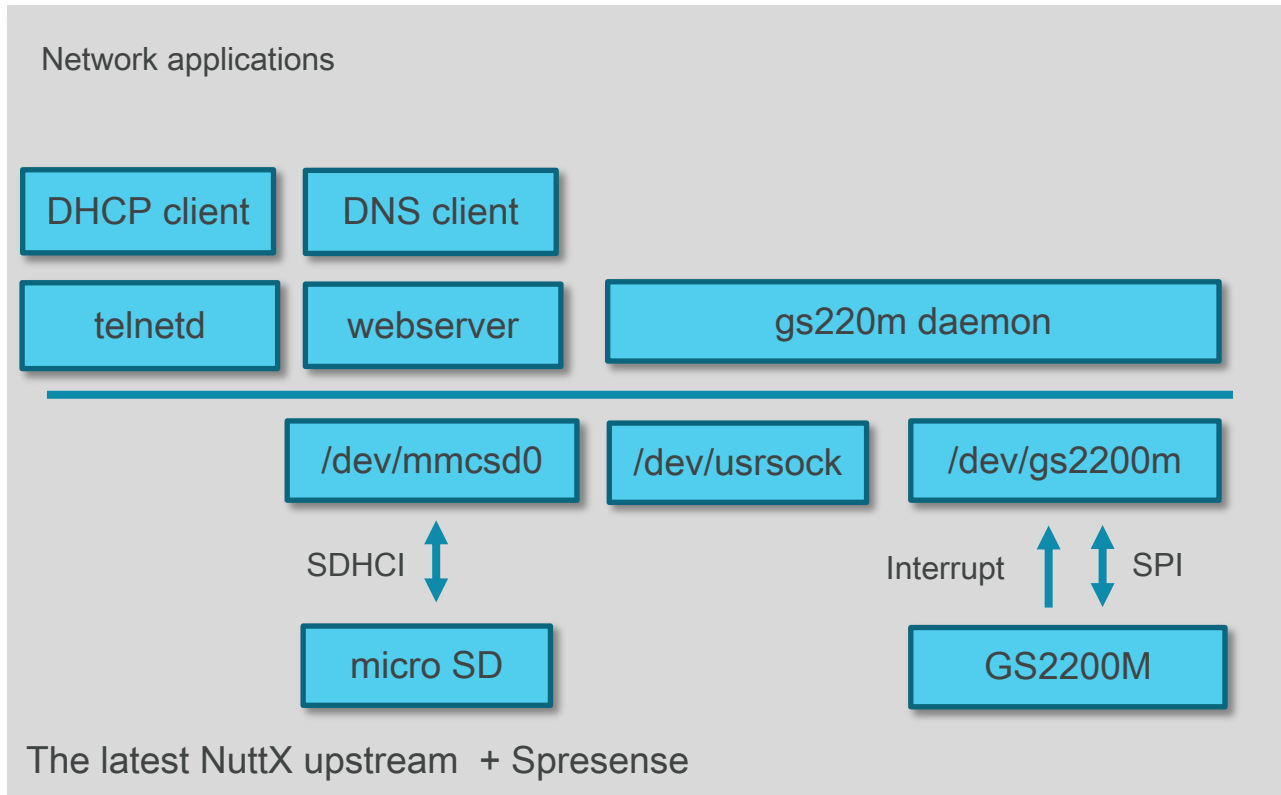 Network applications
DHCP client
DNS client
telnetd
webserver
gs220m daemon
/dev/mmcsd0
/dev/usrsock
/dev/gs2200m
SDHCI
Interrupt
SPI
micro SD
GS2200M
The latest NuttX upstream + Spresense